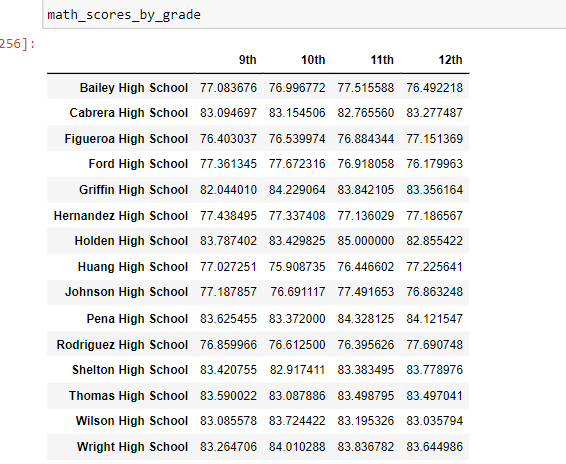 math_scores_by_grade
256]:
9th 10th 11th 12th
Bailey High School 77.083676 76.996772 77.515588 76.492218
Cabrera High School 83.094697 83.154506 82.765560 83.277487
Figueroa High School 76.403037 76.539974 76.884344 77.151369
Ford High School 77.361345 77.672316 76.918058 76.179963
Griffin High School 82.044010 84.229064 83.842105 83.356164
Hernandez High School 77.438495 77.337408 77.136029 77.186567
Holden High School 83.787402 83.429825 85.000000 82.855422
Huang High School 77.027251 75.908735 76.446602 77.225641
Johnson High School 77.187857 76.691117 77.491653 76.863248
Pena High School 83.625455 83.372000 84.328125 84.121547
Rodriguez High School 76.859966 76.612500 76.395626 77.690748
Shelton High School 83.420755 82.917411 83.383495 83.778976
Thomas High School 83.590022 83.087886 83.498795 83.497041
Wilson High School 83.085578 83.724422 83.195326 83.035794
Wright High School 83.264706 84.010288 83.836782 83.644986